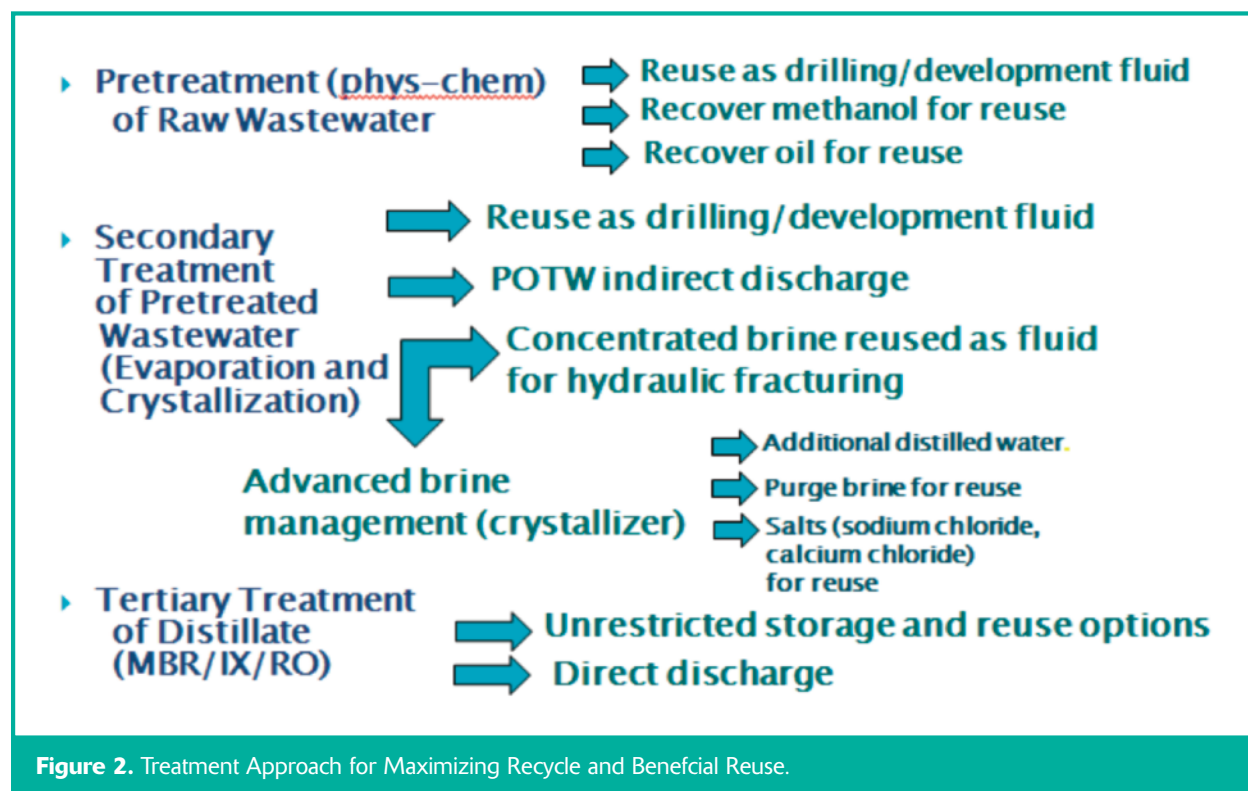 Pretreatment (phys-chem)
of Raw Wastewater
Reuse as drilling/development fluid
Recover methanol for reuse
Recover oil for reuse
Secondary
Treatment
of Pretreated
Wastewater
(Evaporation and
Crystallization)
Reuse as drilling/development fluid
POTW indirect discharge
Concentrated brine reused as fluid
for hydraulic fracturing
Advanced brine
management (crystallizer)
Additional distilled water.
Purge brine for reuse
Salts (sodium chloride,
calcium chloride)
for reuse
Tertiary Treatment
of Distillate
(MBR/IX/RO)
Unrestricted storage and reuse options
Direct discharge
Figure 2. Treatment Approach for Maximizing Recycle and Benefcial Reuse.